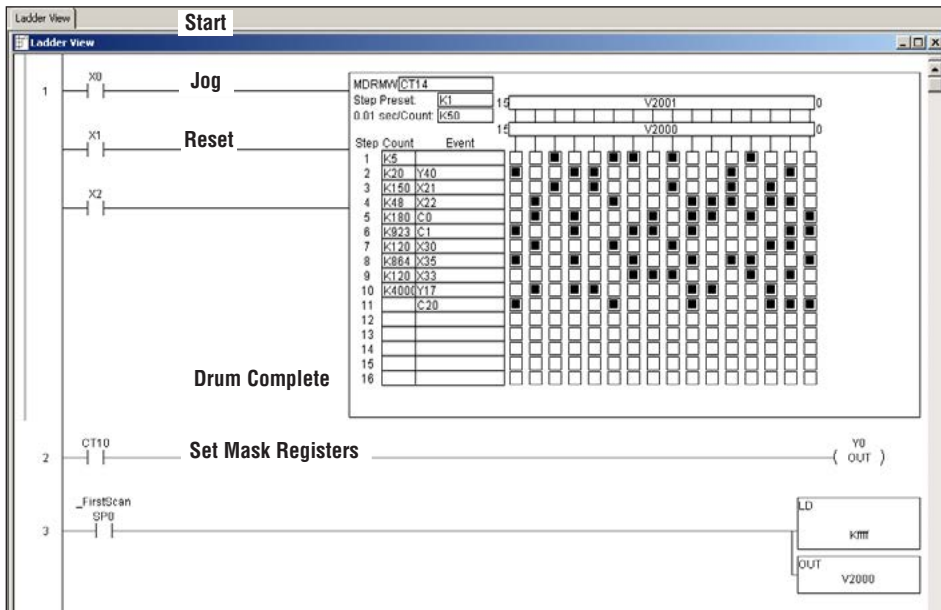 Ladder View
Start
Ladder View
X0
1
Jog
MDRMW CT14
Step Preset: K1
0.01 sec/Count: K50
15 V2001 0
15 V2000 0
X1
Reset
Step Count Event
1 K5
2 K20 Y40
3 K150 X21
X2
4 K48 X22
5 K180 C0
6 K923 C1
7 K120 X30
8 K864 X35
9 K120 X33
10 K4000 Y17
11 C20
12
13
14
15
16
Drum Complete
CT10
2
Set Mask Registers
Y0
( OUT )
_FirstScan
SP0
3
LD
Kffff
OUT
V2000